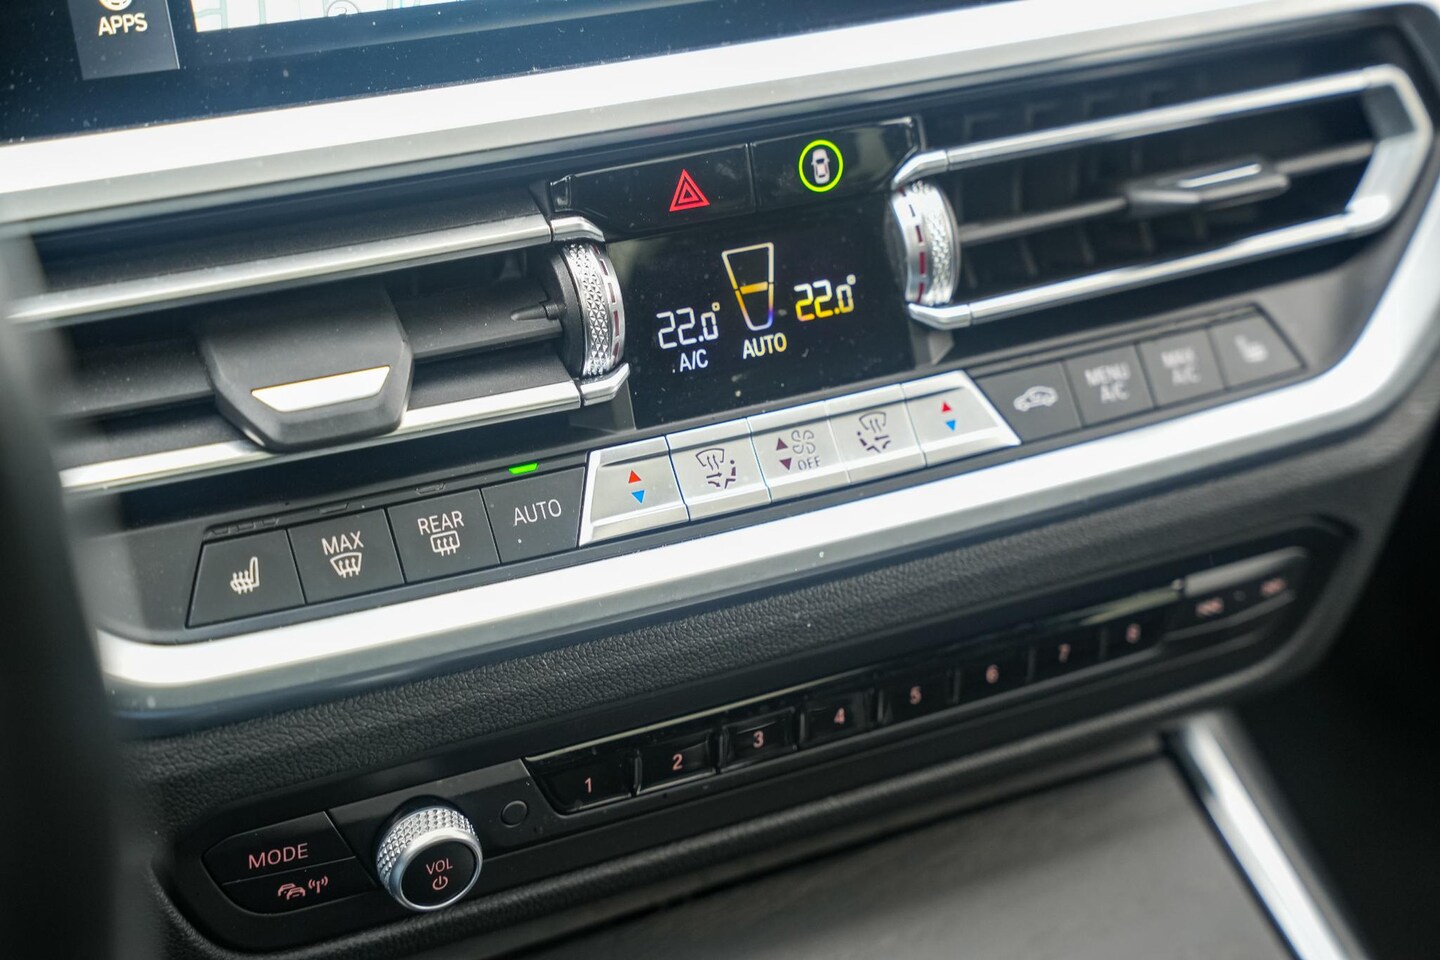 APPS
22.0°
22.0°
A/C
AUTO
MENU
A/C
MAX
A/C
OFF
AUTO
REAR
MAX
1
2
3
4
5
6
7
8
MODE
VOL